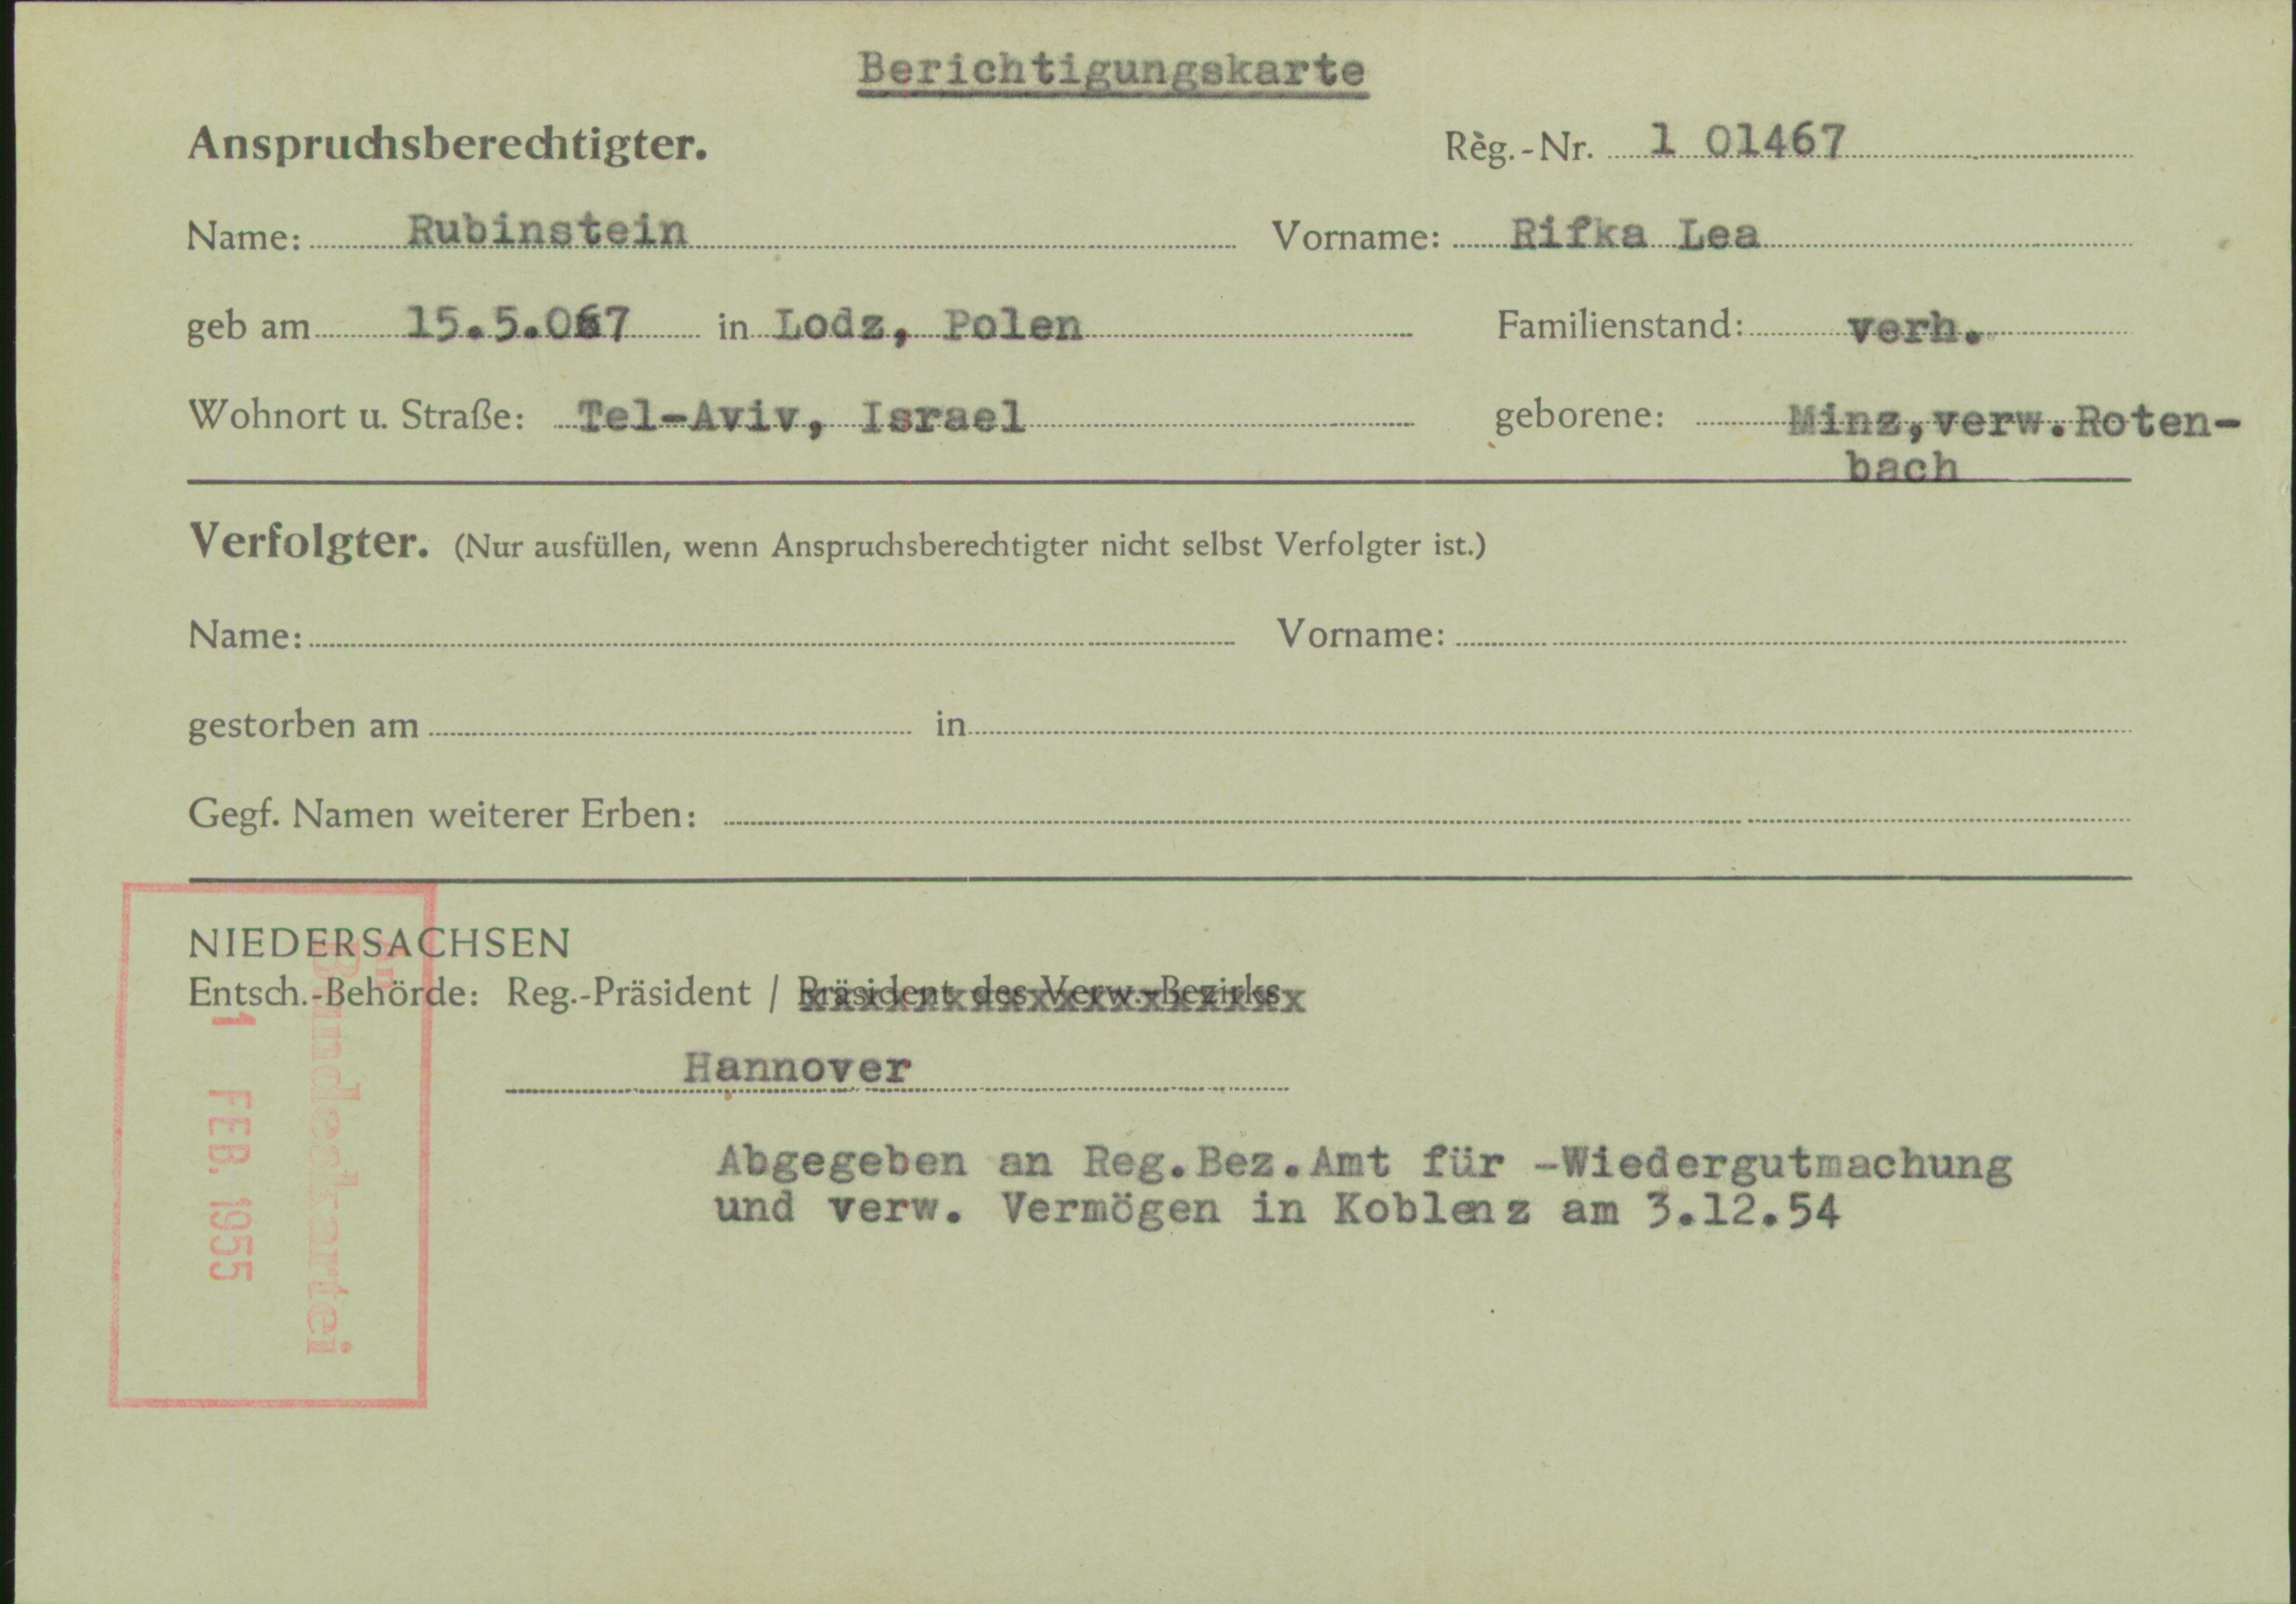 Berichtigungskarte
Anspruchsberechtigter. Reg.-Nr. 1 01467
Name: Rubinstein Vorname: Rifka Lea
geb am 15.5.067 in Lodz, Polen Familienstand: verh.
Wohnort u. Straße: Tel-Aviv, Israel geborene: Minz,verw.Roten-
bach
Verfolgter. (Nur ausfüllen, wenn Anspruchsberechtigter nicht selbst Verfolgter ist.)
Name: Vorname:
gestorben am in
Gegf. Namen weiterer Erben:
NIEDERSACHSEN
Entsch.-Behörde: Reg.-Präsident / Präsident des Verw.-Bezirks
Hannover
Abgegeben an Reg.Bez.Amt für -Wiedergutmachung
und verw. Vermögen in Koblenz am 3.12.54
An
Bundeskartei
1 FEB. 1955